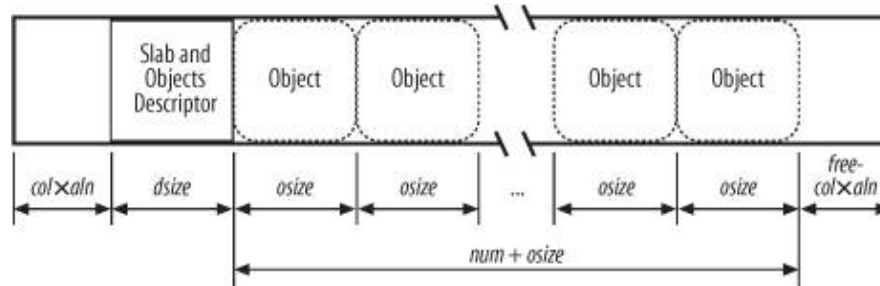 Slab and
Objects
Descriptor
Object
Object
Object
Object
col×aln
dsize
osize
osize
...
osize
osize
free-
col×aln
num + osize